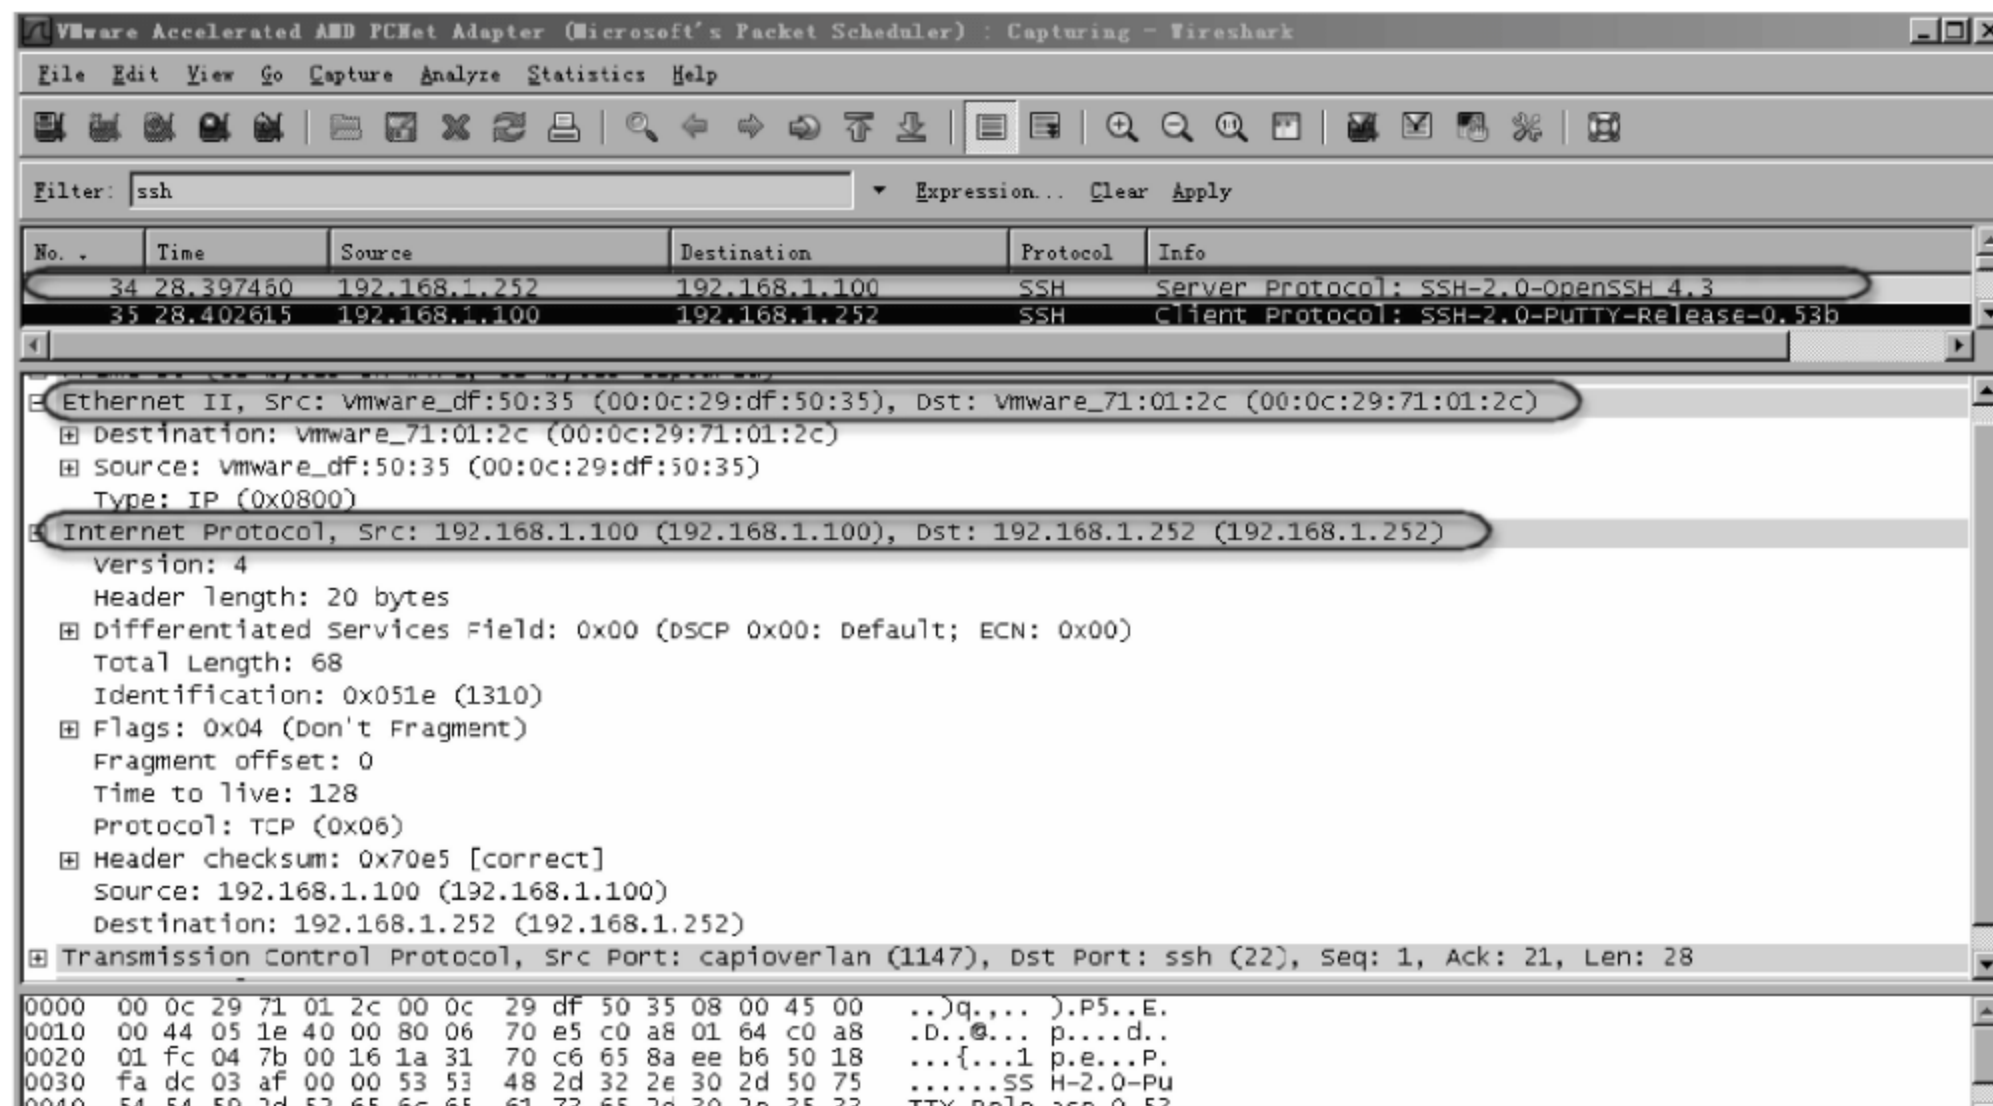 VMware Accelerated AMD PCNet Adapter (Microsoft's Packet Scheduler) : Capturing - Wireshark
File Edit View Go Capture Analyze Statistics Help
Filter: ssh Expression... Clear Apply
No. . Time Source Destination Protocol Info
34 28.397460 192.168.1.252 192.168.1.100 SSH Server Protocol: SSH-2.0-OpenSSH_4.3
35 28.402615 192.168.1.100 192.168.1.252 SSH Client Protocol: SSH-2.0-PuTTY-Release-0.53b
Ethernet II, Src: Vmware_df:50:35 (00:0c:29:df:50:35), Dst: Vmware_71:01:2c (00:0c:29:71:01:2c)
Destination: Vmware_71:01:2c (00:0c:29:71:01:2c)
Source: Vmware_df:50:35 (00:0c:29:df:50:35)
Type: IP (0x0800)
Internet Protocol, Src: 192.168.1.100 (192.168.1.100), Dst: 192.168.1.252 (192.168.1.252)
Version: 4
Header length: 20 bytes
Differentiated Services Field: 0x00 (DSCP 0x00: Default; ECN: 0x00)
Total Length: 68
Identification: 0x051e (1310)
Flags: 0x04 (Don't Fragment)
Fragment offset: 0
Time to live: 128
Protocol: TCP (0x06)
Header checksum: 0x70e5 [correct]
Source: 192.168.1.100 (192.168.1.100)
Destination: 192.168.1.252 (192.168.1.252)
Transmission Control Protocol, Src Port: capioverlan (1147), Dst Port: ssh (22), Seq: 1, Ack: 21, Len: 28
0000 00 0c 29 71 01 2c 00 0c 29 df 50 35 08 00 45 00 ..)q.,.. ).P5..E.
0010 00 44 05 1e 40 00 80 06 70 e5 c0 a8 01 64 c0 a8 .D..@... p....d..
0020 01 fc 04 7b 00 16 1a 31 70 c6 65 8a ee b6 50 18 ...{...1 p.e...P.
0030 fa dc 03 af 00 00 53 53 48 2d 32 2e 30 2d 50 75 ......SS H-2.0-Pu